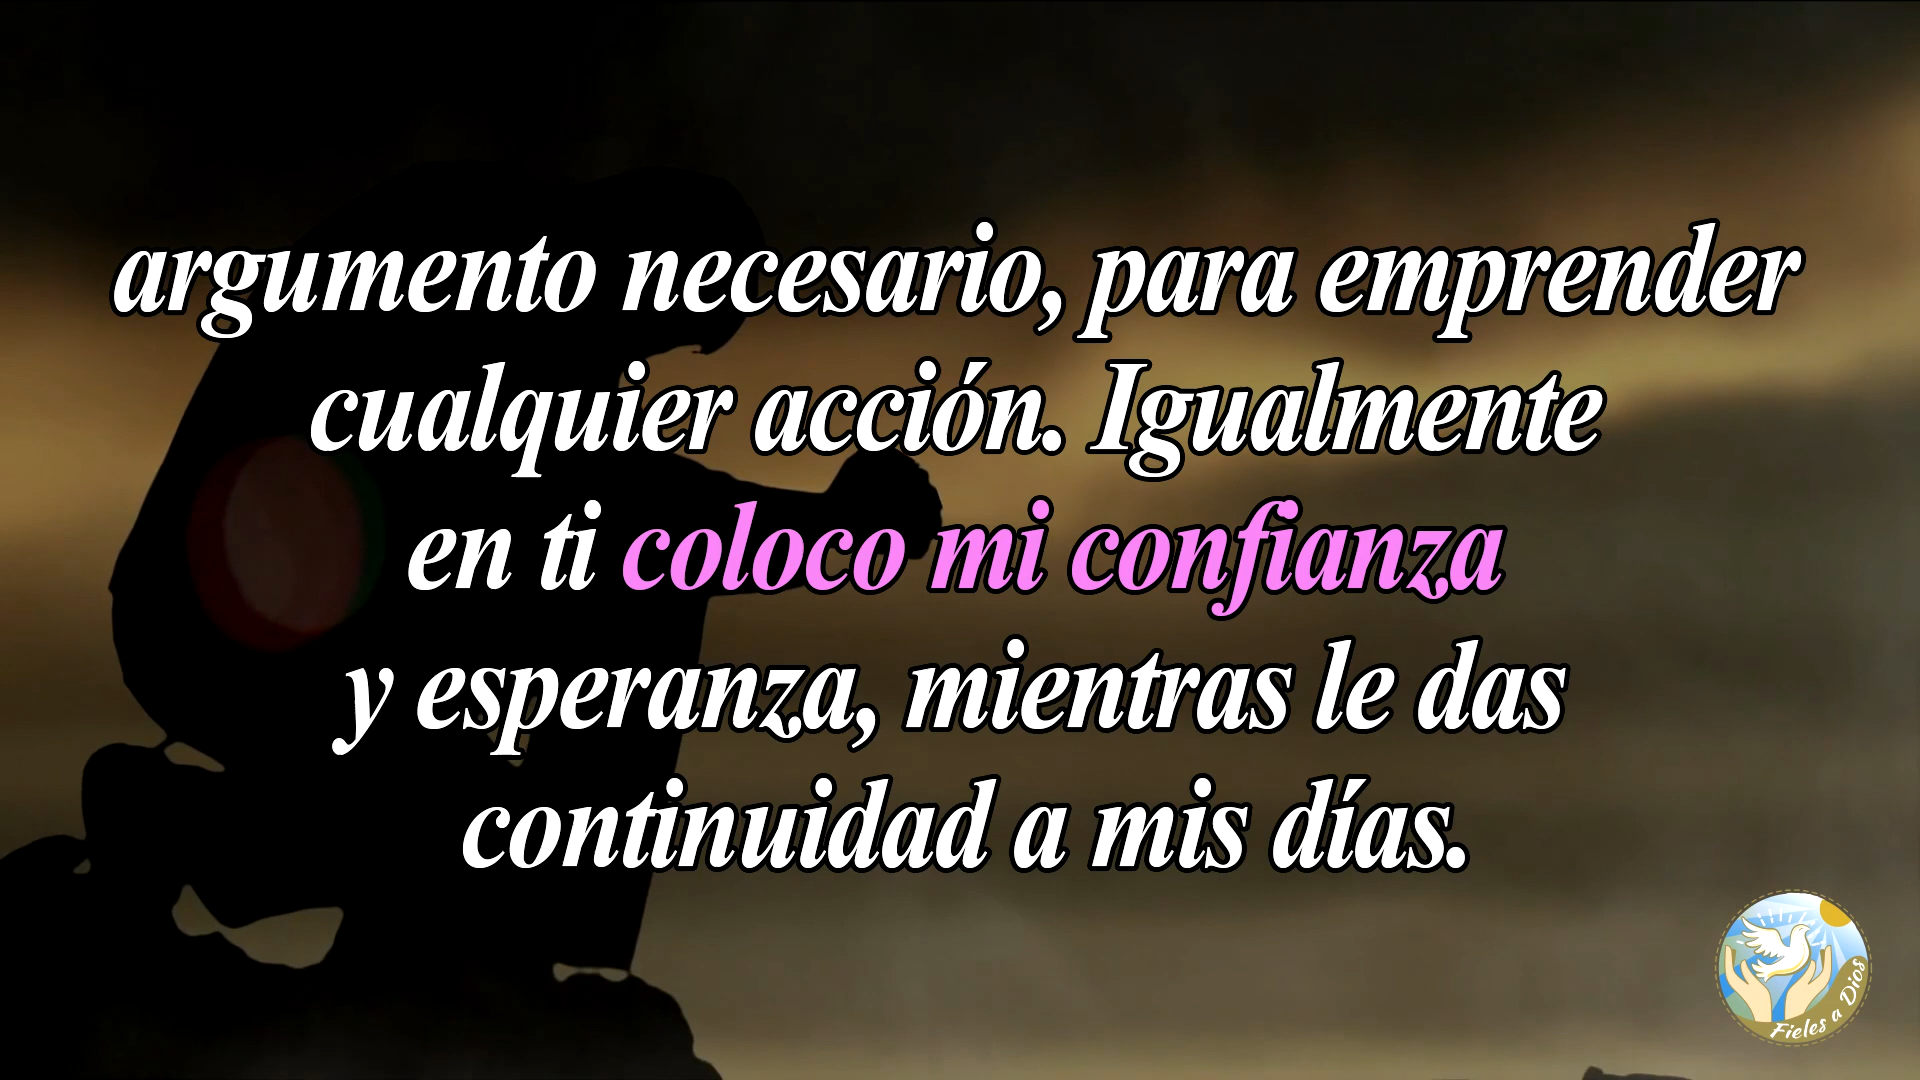 argumento necesario, para emprender
cualquier acción. Igualmente
en ti coloco mi confianza
y esperanza, mientras le das
continuidad a mis días.
Fieles a Dios